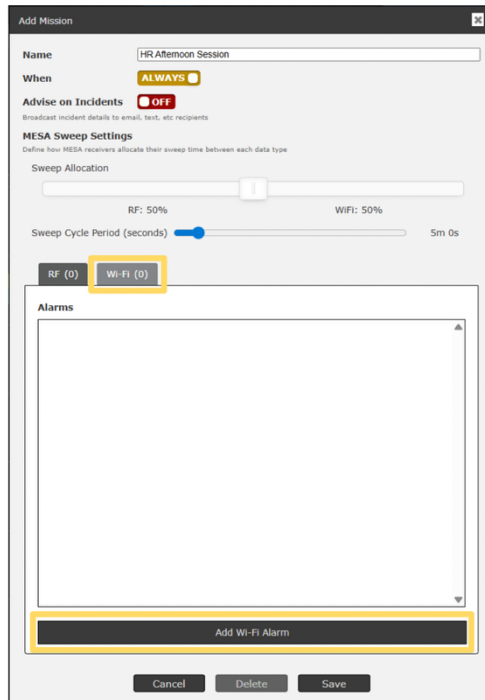 Add Mission
Name HR Afternoon Session
When ALWAYS
Advise on Incidents OFF
Broadcast incident details to email, text, etc recipients
MESA Sweep Settings
Define how MESA receivers allocate their sweep time between each data type
Sweep Allocation
RF: 50% WiFi: 50%
Sweep Cycle Period (seconds) 5m 0s
RF (0) Wi-Fi (0)
Alarms
Add Wi-Fi Alarm
Cancel Delete Save